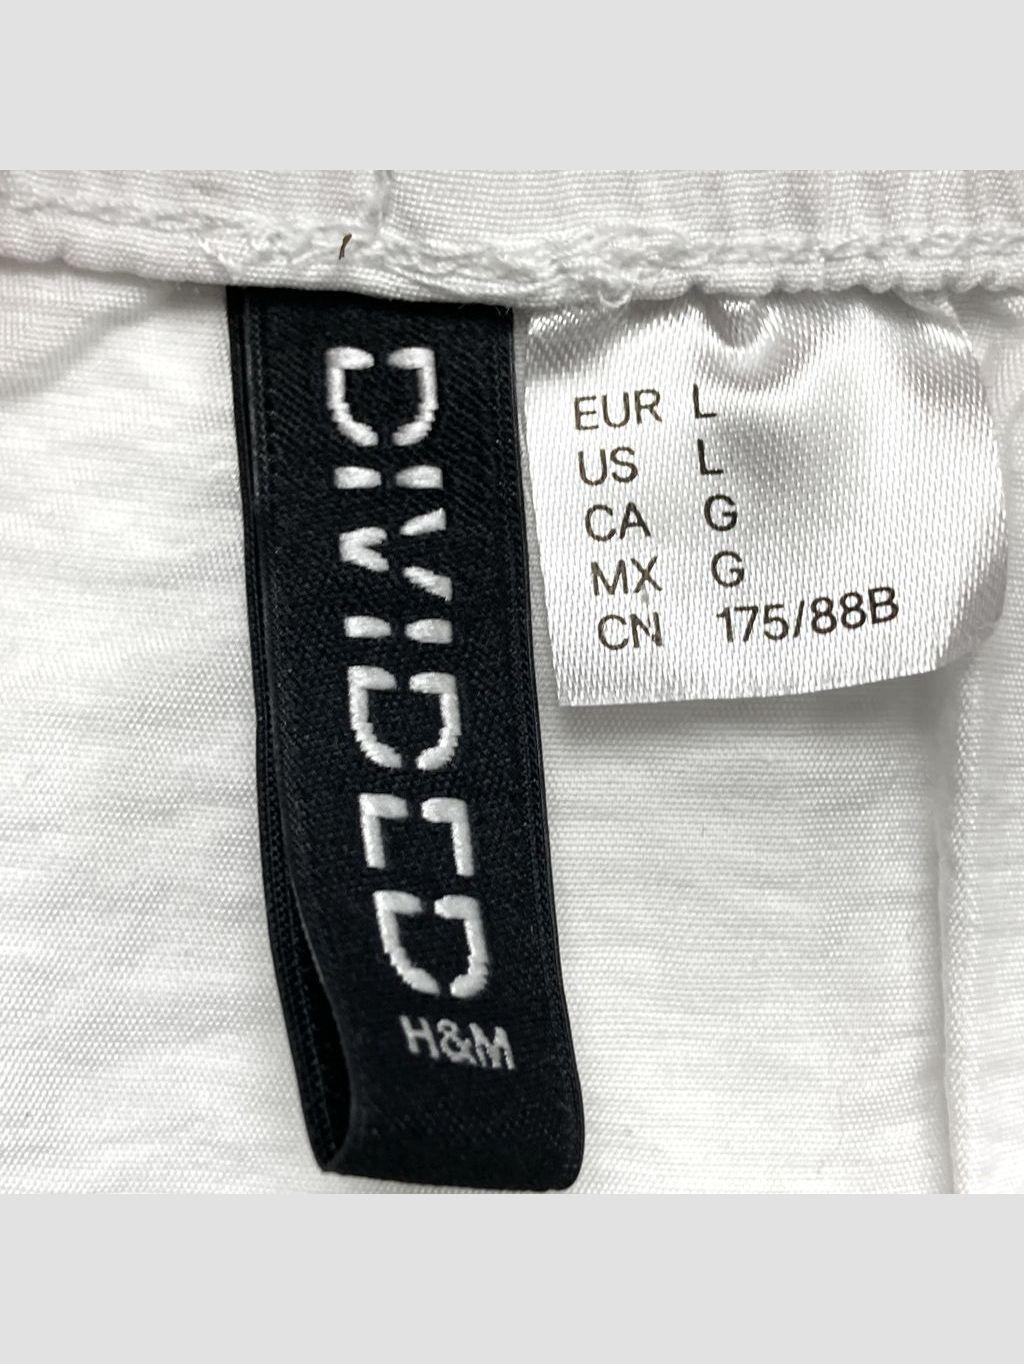 DIVIDED
H&M
EUR L
US L
CA G
MX G
CN 175/88B